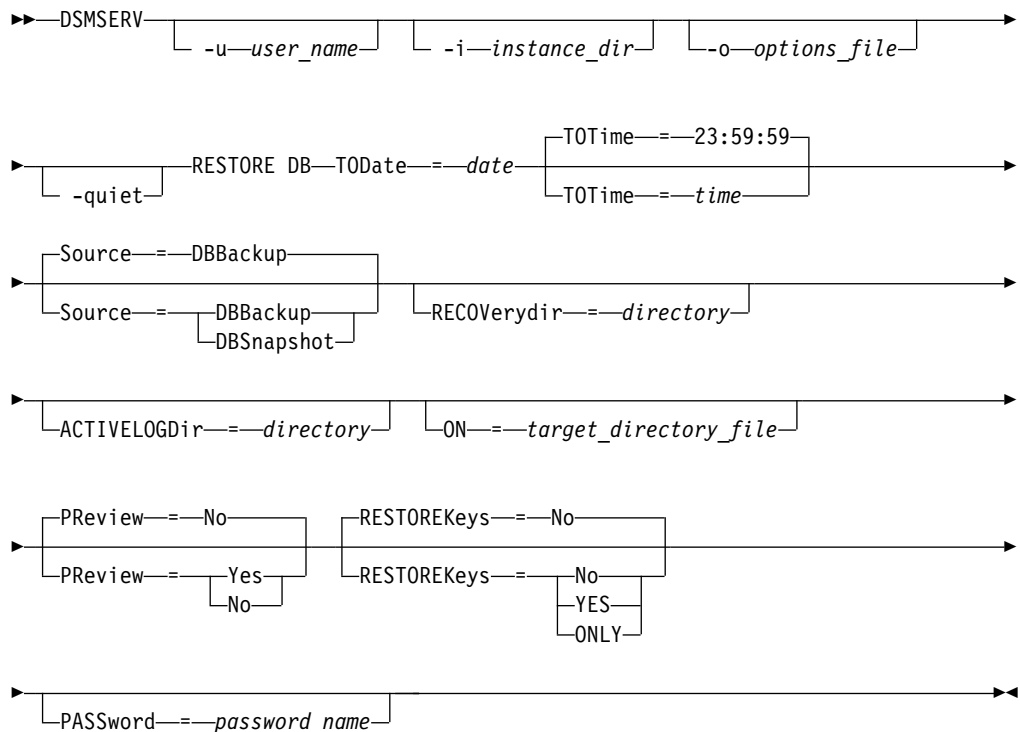 DSMSERV
-u user_name -i instance_dir -o options_file
TOTime = 23:59:59
-quiet RESTORE DB TODate = date TOTime = time
Source = DBBackup
Source = DBBackup
DBSnapshot
RECOVerydir = directory
ACTIVELOGDir = directory ON = target_directory_file
PReview = No RESTOREKeys = No
PReview = Yes RESTOREKeys = No
No YES
ONLY
PASSword = password name